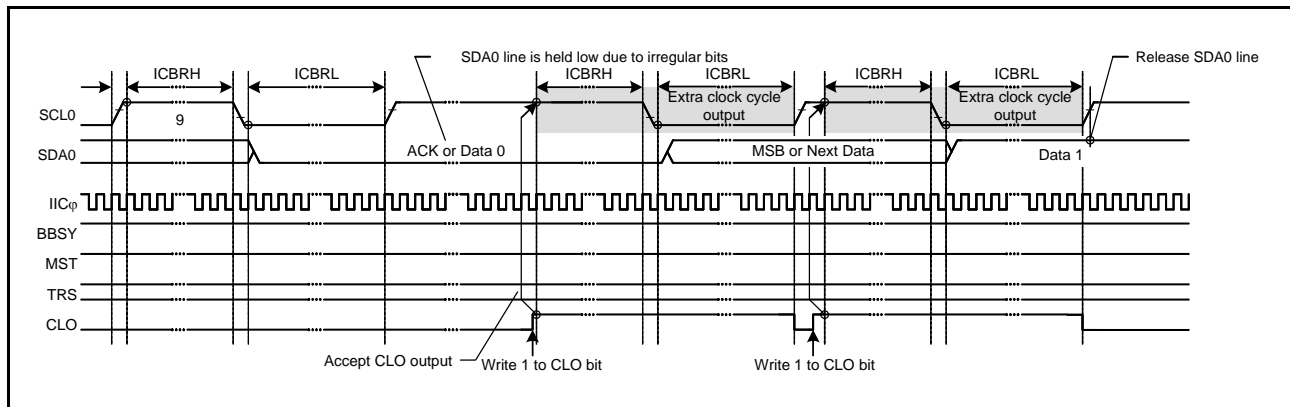 SDA0 line is held low due to irregular bits
Release SDA0 line
ICBRH
ICBRL
ICBRH
ICBRL
ICBRH
ICBRL
SCL0
9
Extra clock cycle
output
Extra clock cycle
output
SDA0
ACK or Data 0
MSB or Next Data
Data 1
IICφ
BBSY
MST
TRS
CLO
Accept CLO output
Write 1 to CLO bit
Write 1 to CLO bit